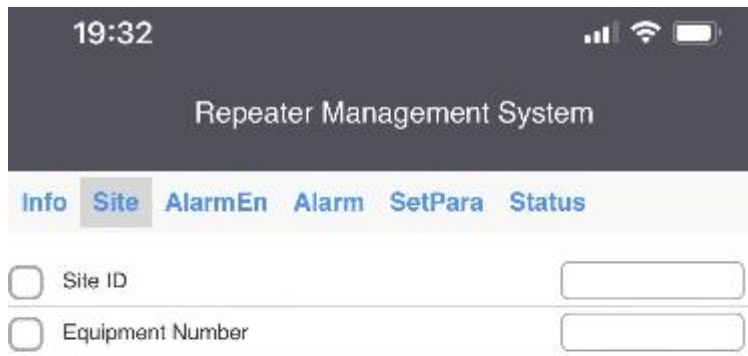 19:32
Repeater Management System
Info Site AlarmEn Alarm SetPara Status
Site ID
Equipment Number